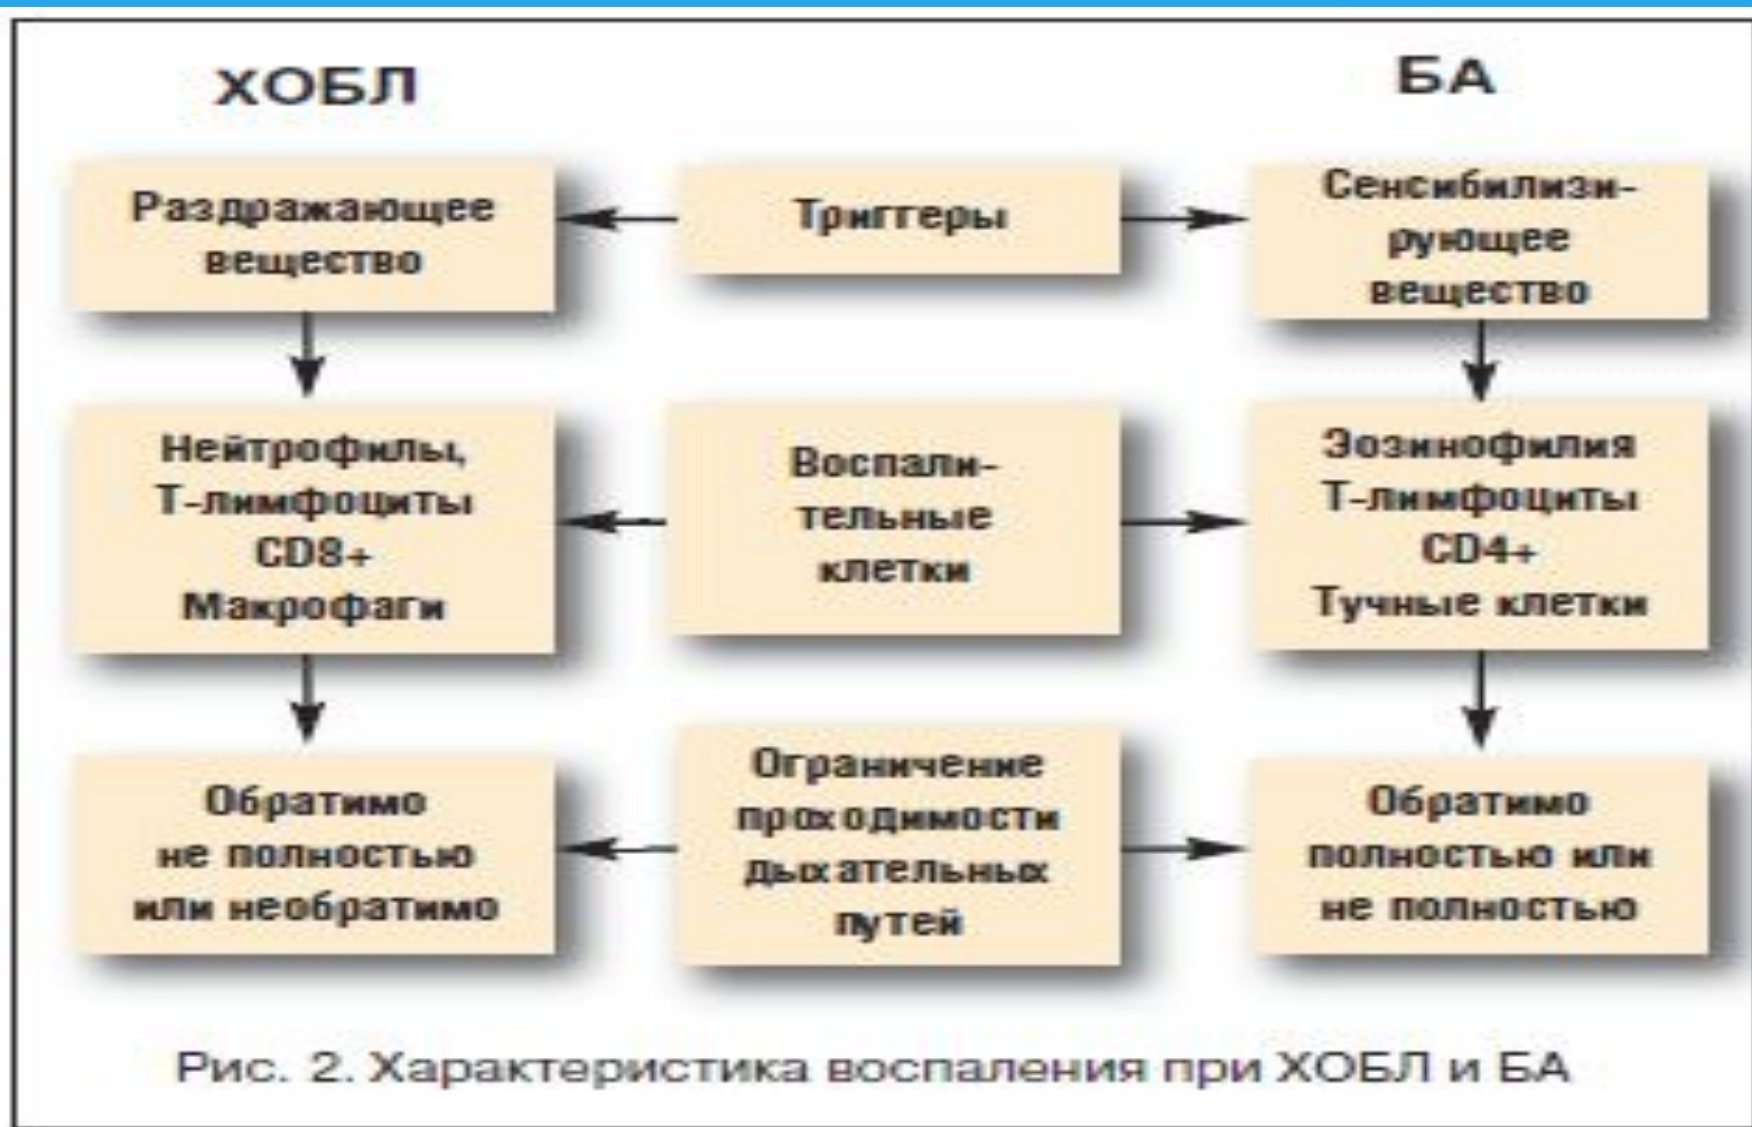 ХОБЛ
БА
Раздражающее
вещество
Триггеры
Сенсибилизи-
рующее
вещество
Нейтрофилы,
Т-лимфоциты
CD8+
Макрофаги
Воспали-
тельные
клетки
Эозинофилия
Т-лимфоциты
CD4+
Тучные клетки
Обратимо
не полностью
или необратимо
Ограничение
проходимости
дыхательных
путей
Обратимо
полностью или
не полностью
Рис. 2. Характеристика воспаления при ХОБЛ и БА